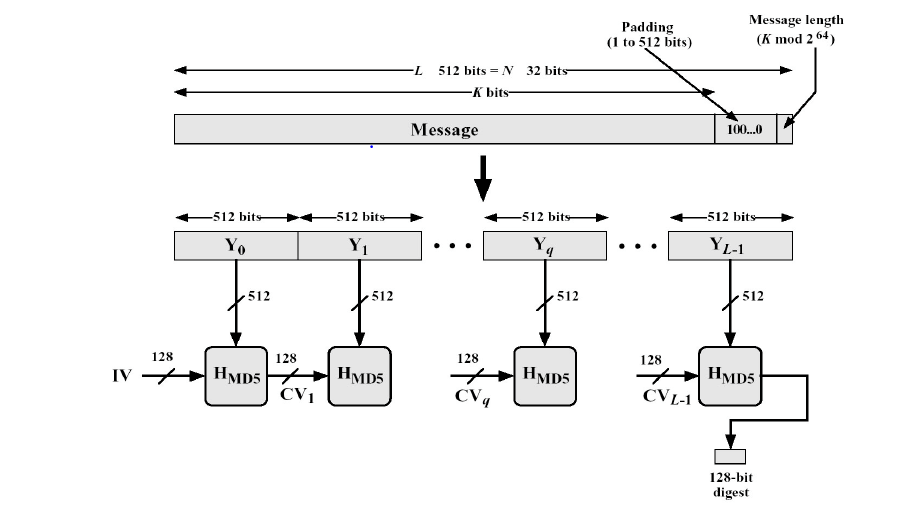 Padding
(1 to 512 bits)
Message length
(K mod 2^64)
L 512 bits = N 32 bits
K bits
Message
100...0
512 bits
512 bits
512 bits
512 bits
Y0
Y1
• • •
Yq
• • •
YL-1
512
512
512
512
IV
128
HMD5
128
CV1
HMD5
128
CVq
HMD5
128
CVL-1
HMD5
128-bit
digest